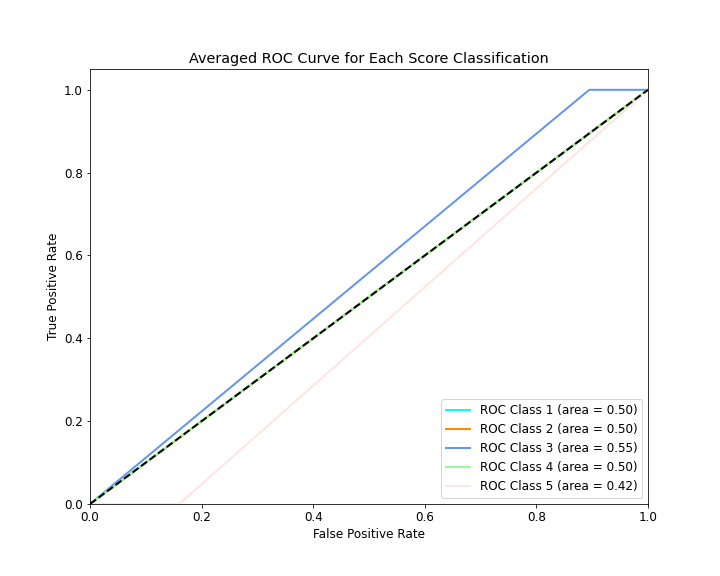 Averaged ROC Curve for Each Score Classification
True Positive Rate
1.0
0.8
0.6
0.4
0.2
0.0
ROC Class 1 (area = 0.50)
ROC Class 2 (area = 0.50)
ROC Class 3 (area = 0.55)
ROC Class 4 (area = 0.50)
ROC Class 5 (area = 0.42)
0.0 0.2 0.4 0.6 0.8 1.0
False Positive Rate